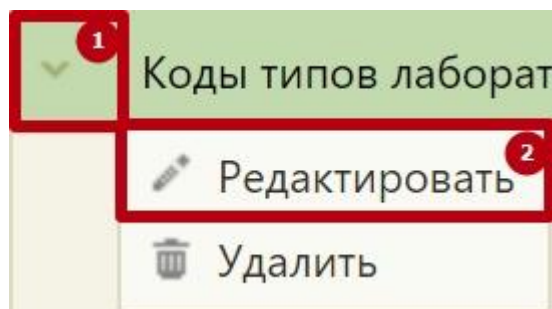 1
Коды типов лаборат
2
Редактировать
Удалить